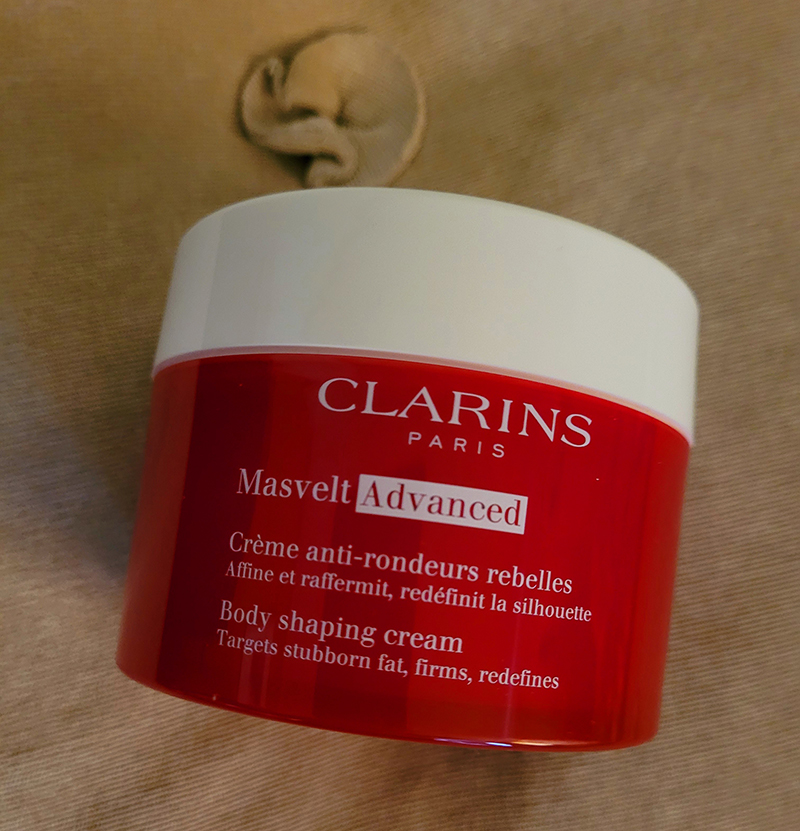 CLARINS
PARIS
Masvelt Advanced
Crème anti-rondeurs rebelles
Affine et raffermit, redéfinit la silhouette
Body shaping cream
Targets stubborn fat, firms, redefines